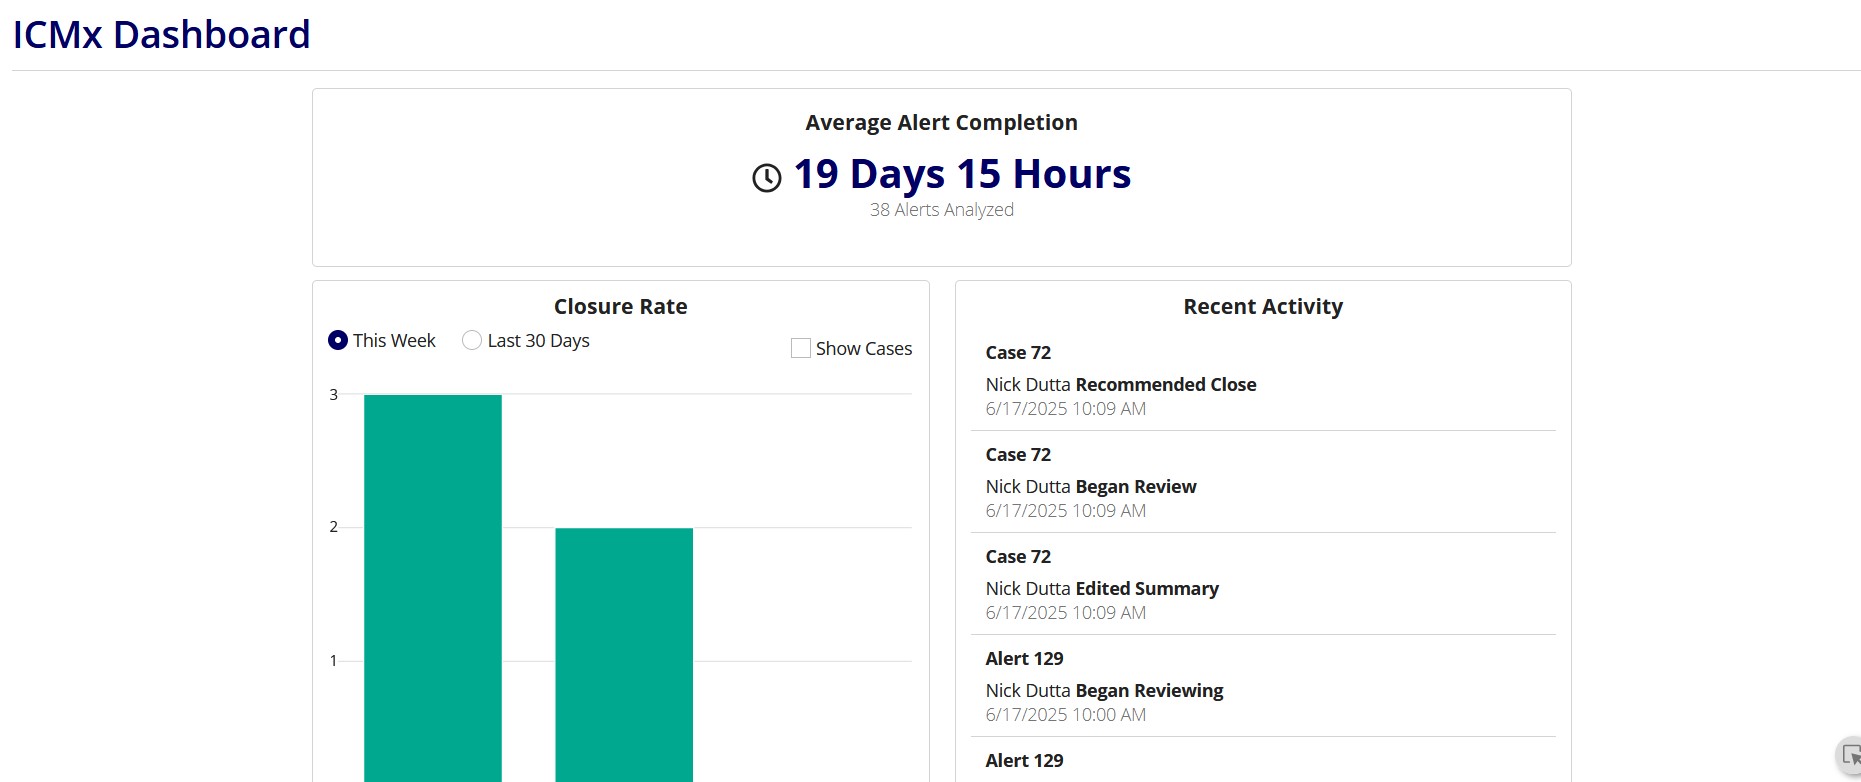 ICMx Dashboard
Average Alert Completion
19 Days 15 Hours
38 Alerts Analyzed
Closure Rate
This Week
Last 30 Days
Show Cases
3
2
1
Recent Activity
Case 72
Nick Dutta Recommended Close
6/17/2025 10:09 AM
Case 72
Nick Dutta Began Review
6/17/2025 10:09 AM
Case 72
Nick Dutta Edited Summary
6/17/2025 10:09 AM
Alert 129
Nick Dutta Began Reviewing
6/17/2025 10:00 AM
Alert 129